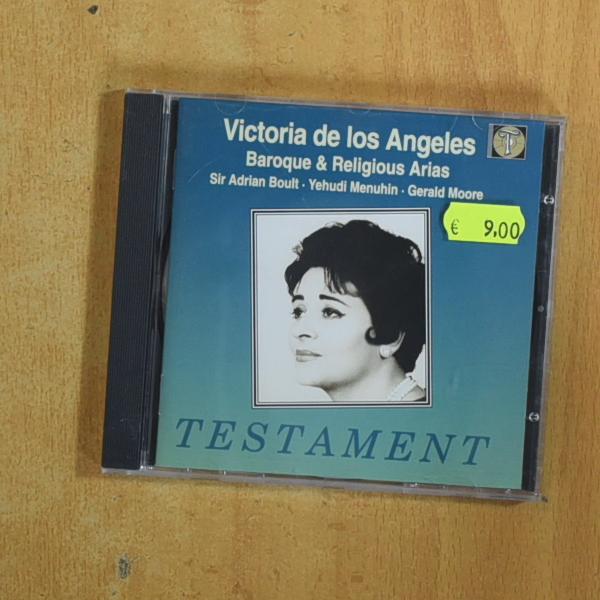 Victoria de los Angeles
Baroque & Religious Arias
Sir Adrian Boult · Yehudi Menuhin · Gerald Moore
T
€ 9,00
TESTAMENT